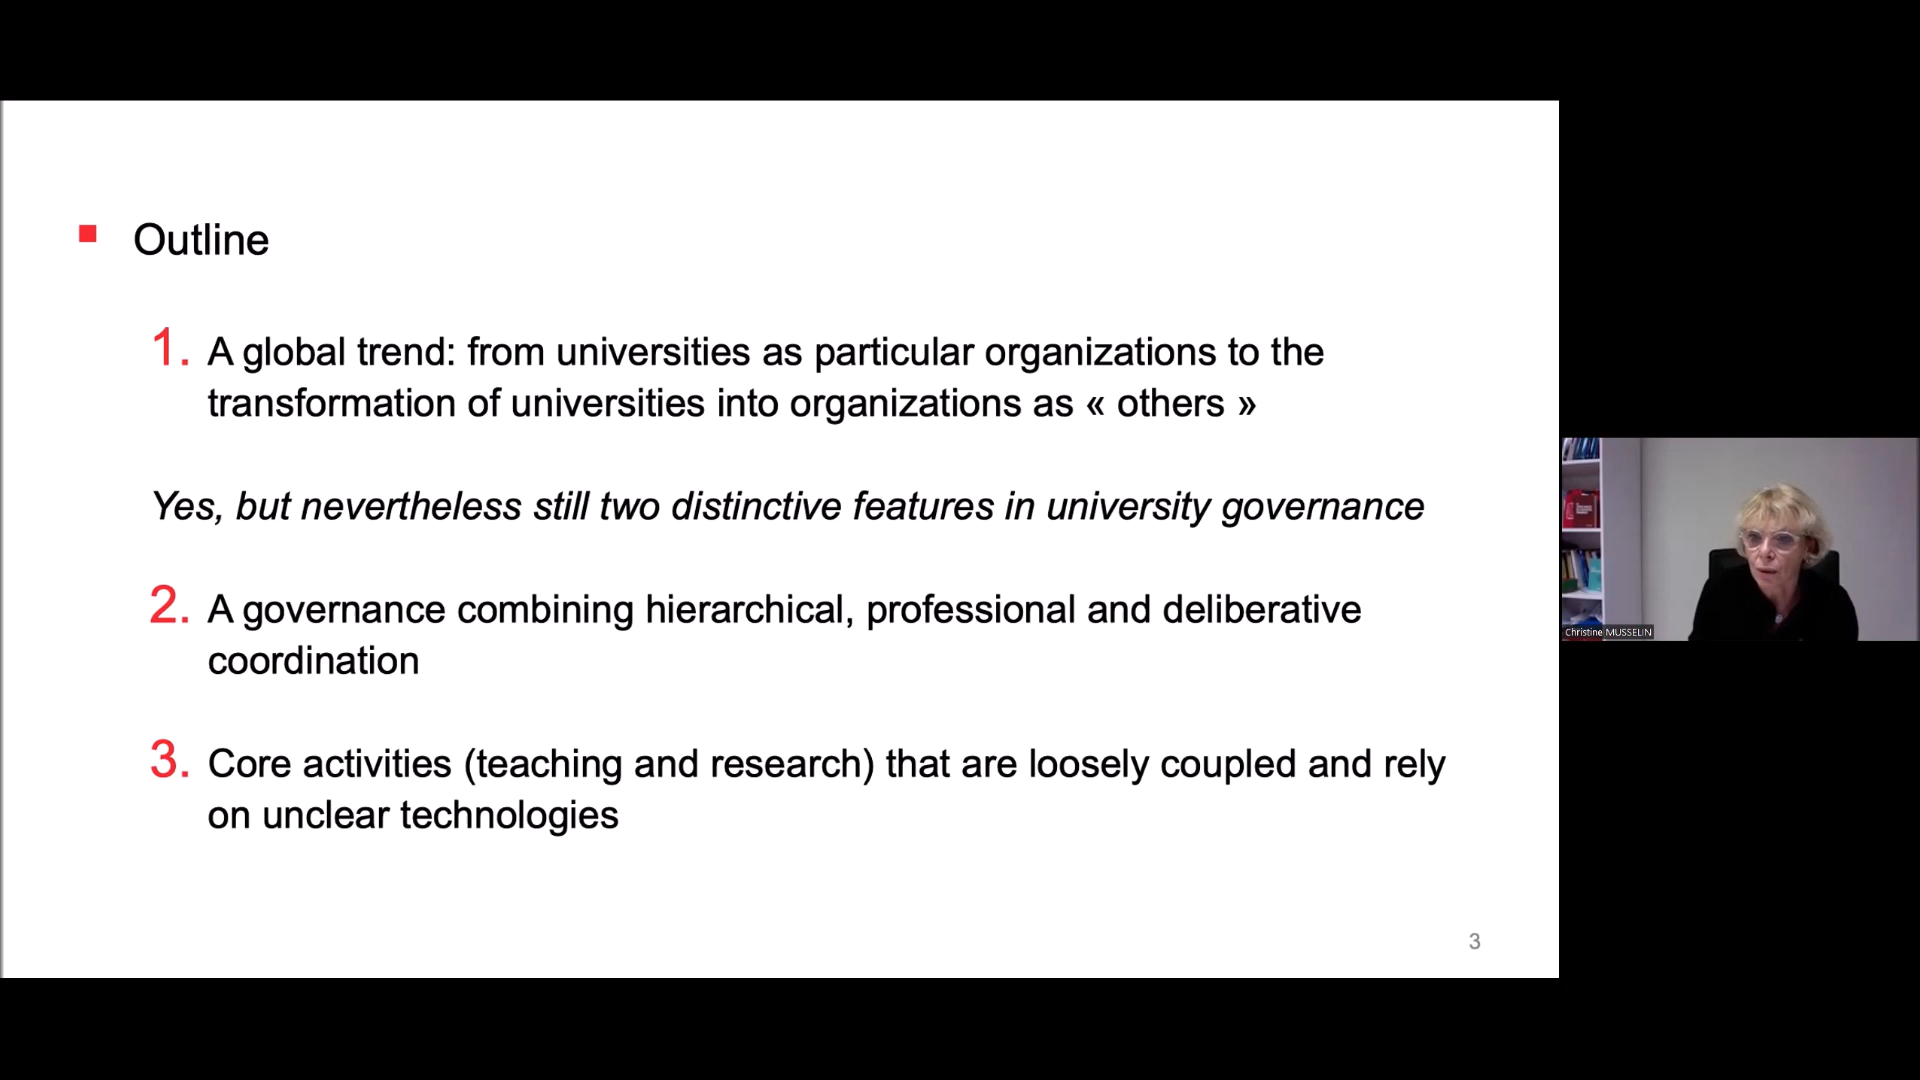 Outline
1. A global trend: from universities as particular organizations to the
transformation of universities into organizations as « others »
Yes, but nevertheless still two distinctive features in university governance
2. A governance combining hierarchical, professional and deliberative
coordination
3. Core activities (teaching and research) that are loosely coupled and rely
on unclear technologies
3
Christine MUSSELIN